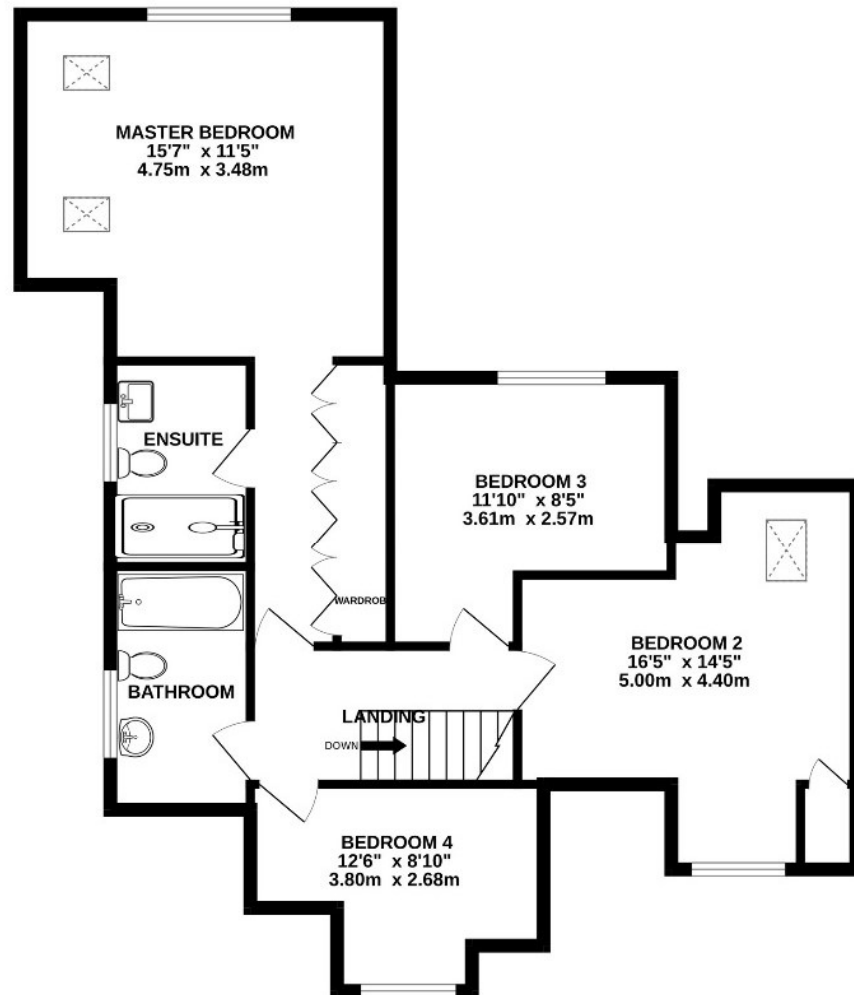 MASTER BEDROOM
15'7" x 11'5"
4.75m x 3.48m
ENSUITE
BEDROOM 3
11'10" x 8'5"
3.61m x 2.57m
WARDROB
BEDROOM 2
16'5" x 14'5"
5.00m x 4.40m
BATHROOM
LANDING
DOWN
BEDROOM 4
12'6" x 8'10"
3.80m x 2.68m